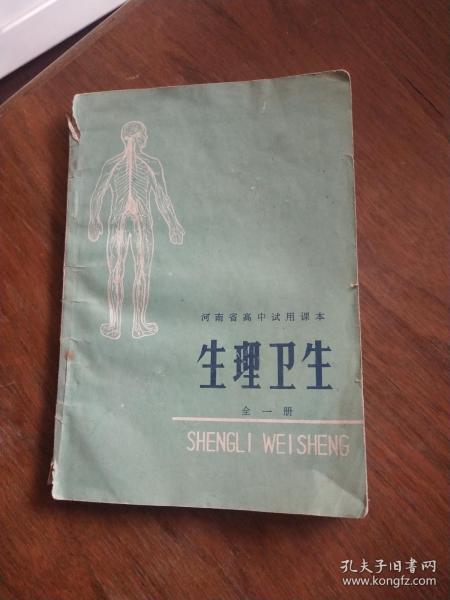 河南省高中试用课本
生理卫生
全一册
SHENGLI WEISHENG
孔夫子旧书网
www.kongfz.com